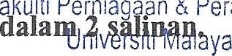 akulti Perniagaan & Pera
dalam 2 salinan.
Universiti Malaya